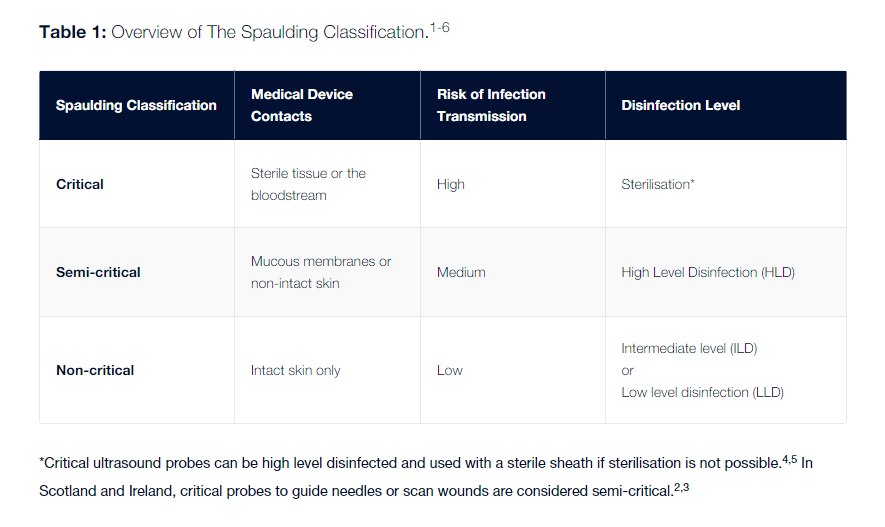 Table 1: Overview of The Spaulding Classification.1-6
Spaulding Classification
Medical Device
Contacts
Risk of Infection
Transmission
Disinfection Level
Critical
Sterile tissue or the
bloodstream
High
Sterilisation*
Semi-critical
Mucous membranes or
non-intact skin
Medium
High Level Disinfection (HLD)
Non-critical
Intact skin only
Low
Intermediate level (ILD)
or
Low level disinfection (LLD)
*Critical ultrasound probes can be high level disinfected and used with a sterile sheath if sterilisation is not possible.4,5 In
Scotland and Ireland, critical probes to guide needles or scan wounds are considered semi-critical.2,3